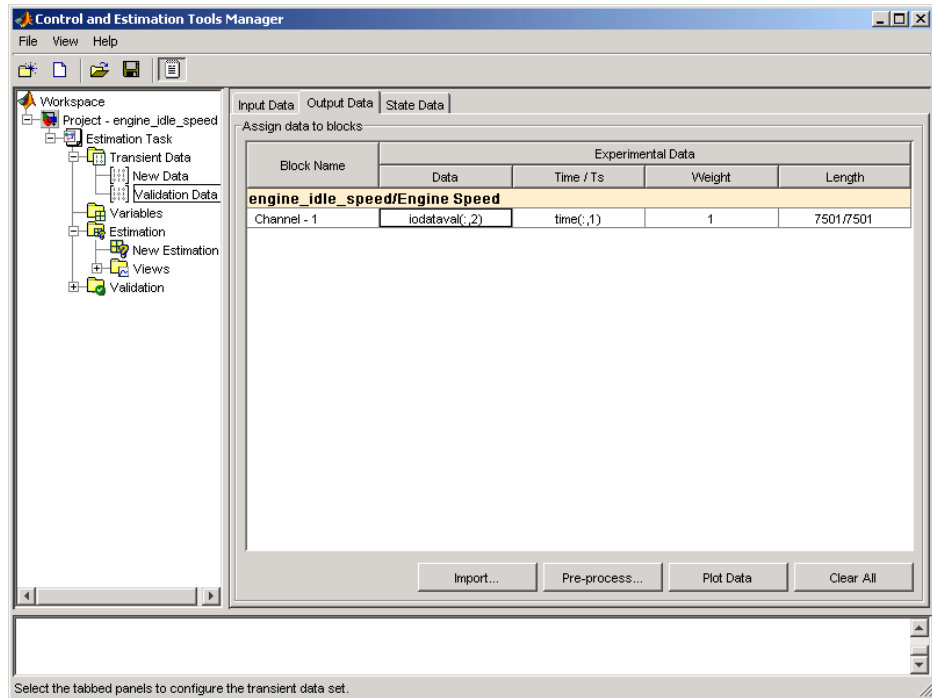 Control and Estimation Tools Manager
File View Help
Workspace
Project - engine_idle_speed
Estimation Task
Transient Data
New Data
Validation Data
Variables
Estimation
New Estimation
Views
Validation
Input Data Output Data State Data
Assign data to blocks
Block Name Experimental Data
Data Time / Ts Weight Length
engine_idle_speed/Engine Speed
Channel - 1 iodataval(:,2) time(:,1) 1 7501/7501
Import... Pre-process... Plot Data Clear All
Select the tabbed panels to configure the transient data set.